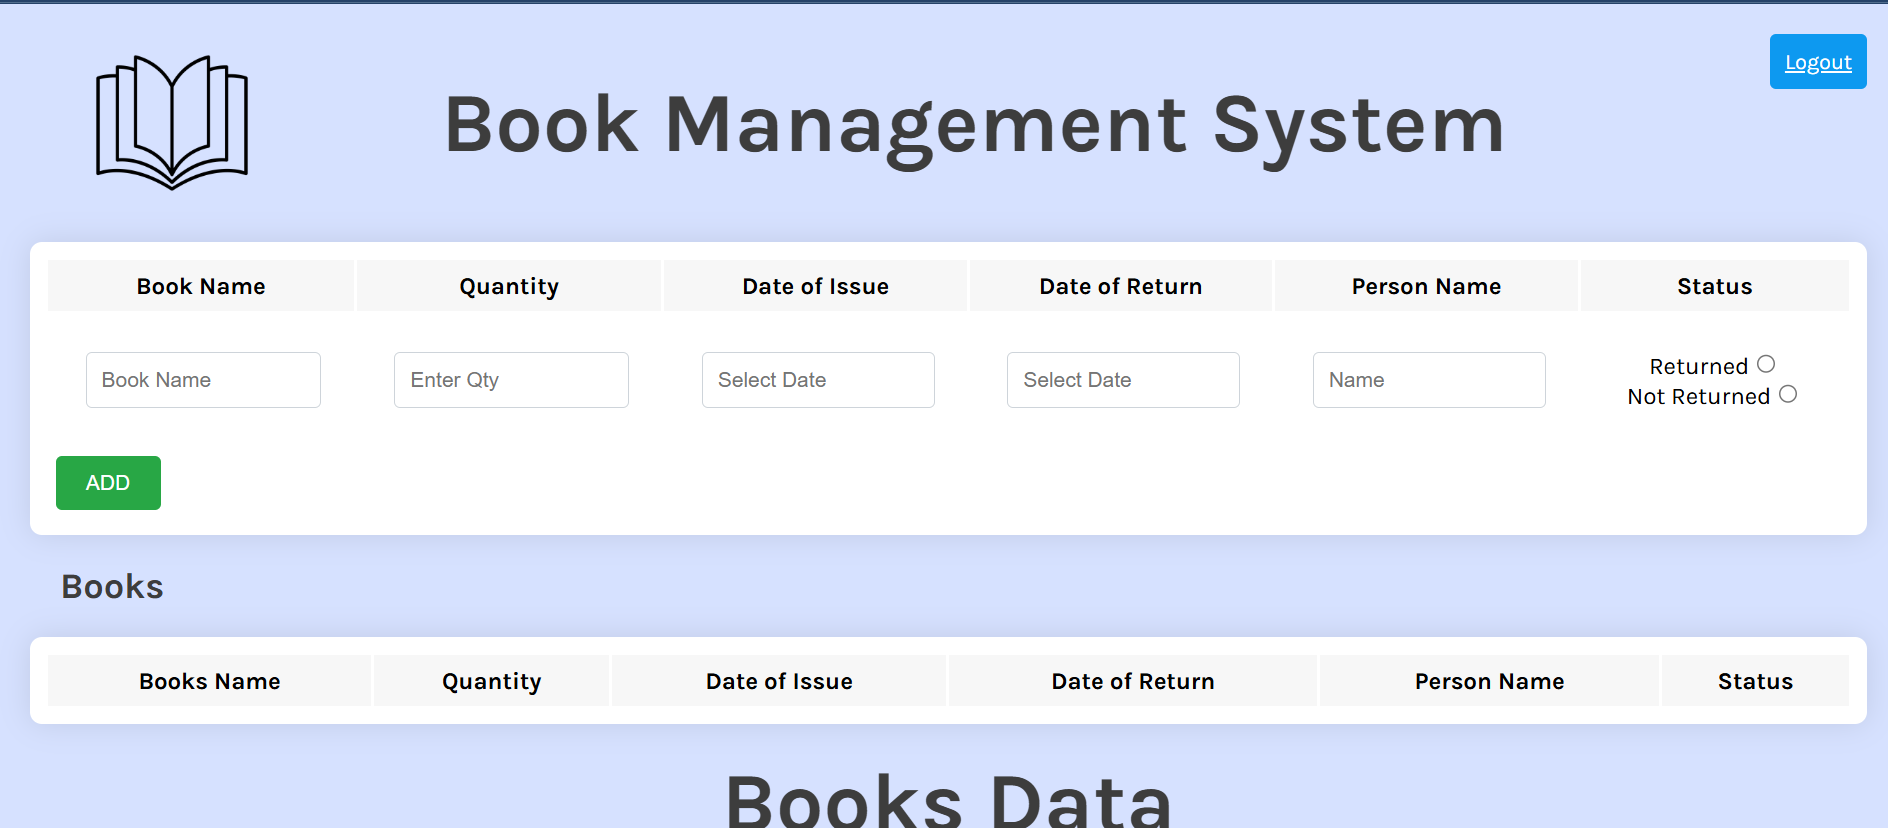 Logout
Book Management System
Book Name Quantity Date of Issue Date of Return Person Name Status
Book Name Enter Qty Select Date Select Date Name Returned
Not Returned
ADD
Books
Books Name Quantity Date of Issue Date of Return Person Name Status
Books Data